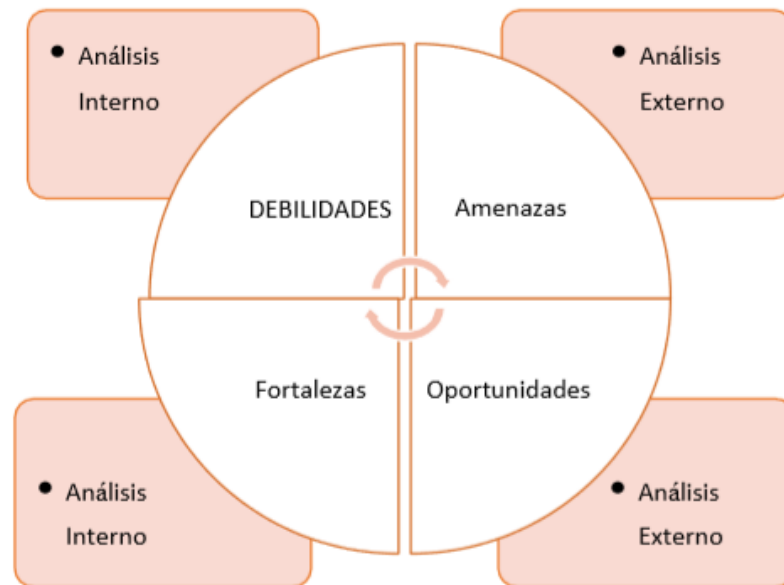 • Análisis
Interno
• Análisis
Externo
DEBILIDADES
Amenazas
Fortalezas
Oportunidades
• Análisis
Interno
• Análisis
Externo